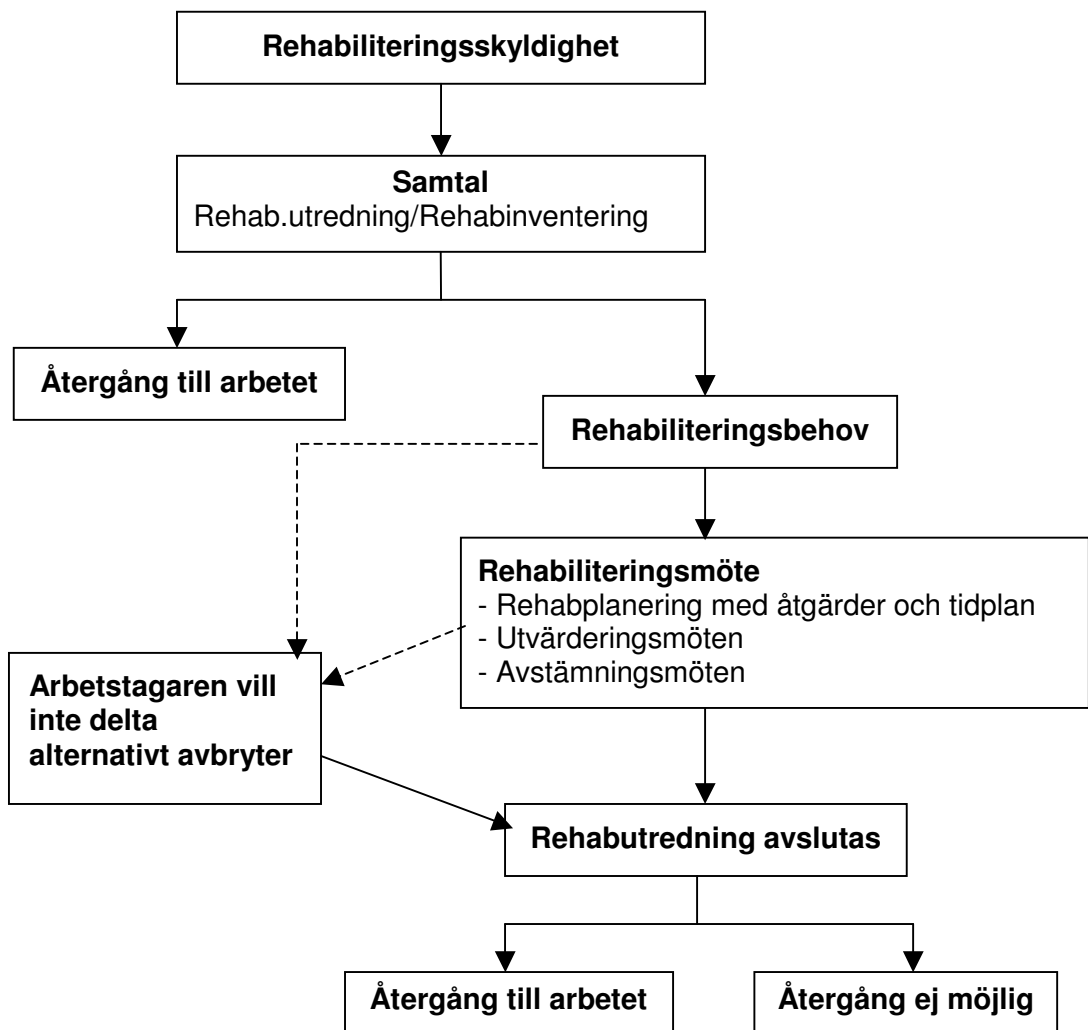 Rehabiliteringsskyldighet
Samtal
Rehab.utredning/Rehabinventering
Återgång till arbetet
Rehabiliteringsbehov
Rehabiliteringsmöte
- Rehabplanering med åtgärder och tidplan
- Utvärderingsmöten
- Avstämningsmöten
Arbetstagaren vill
inte delta
alternativt avbryter
Rehabutredning avslutas
Återgång till arbetet
Återgång ej möjlig